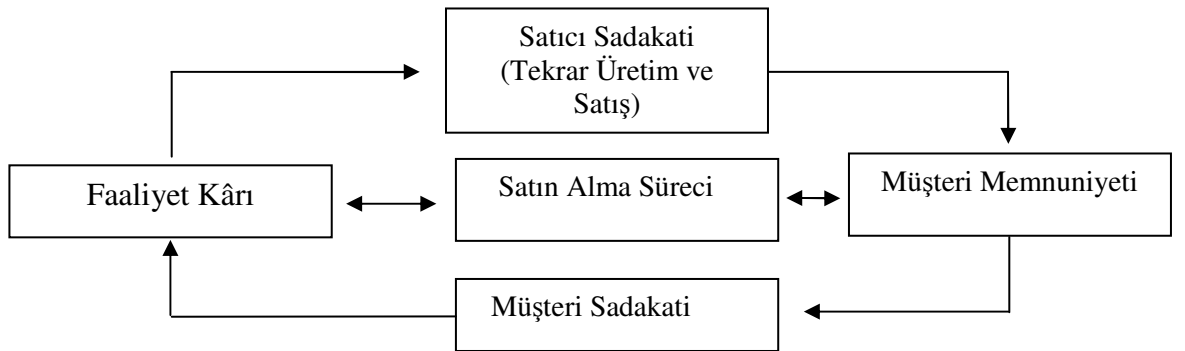 Satıcı Sadakati
(Tekrar Üretim ve
Satış)
Faaliyet Kârı
Satın Alma Süreci
Müşteri Memnuniyeti
Müşteri Sadakati